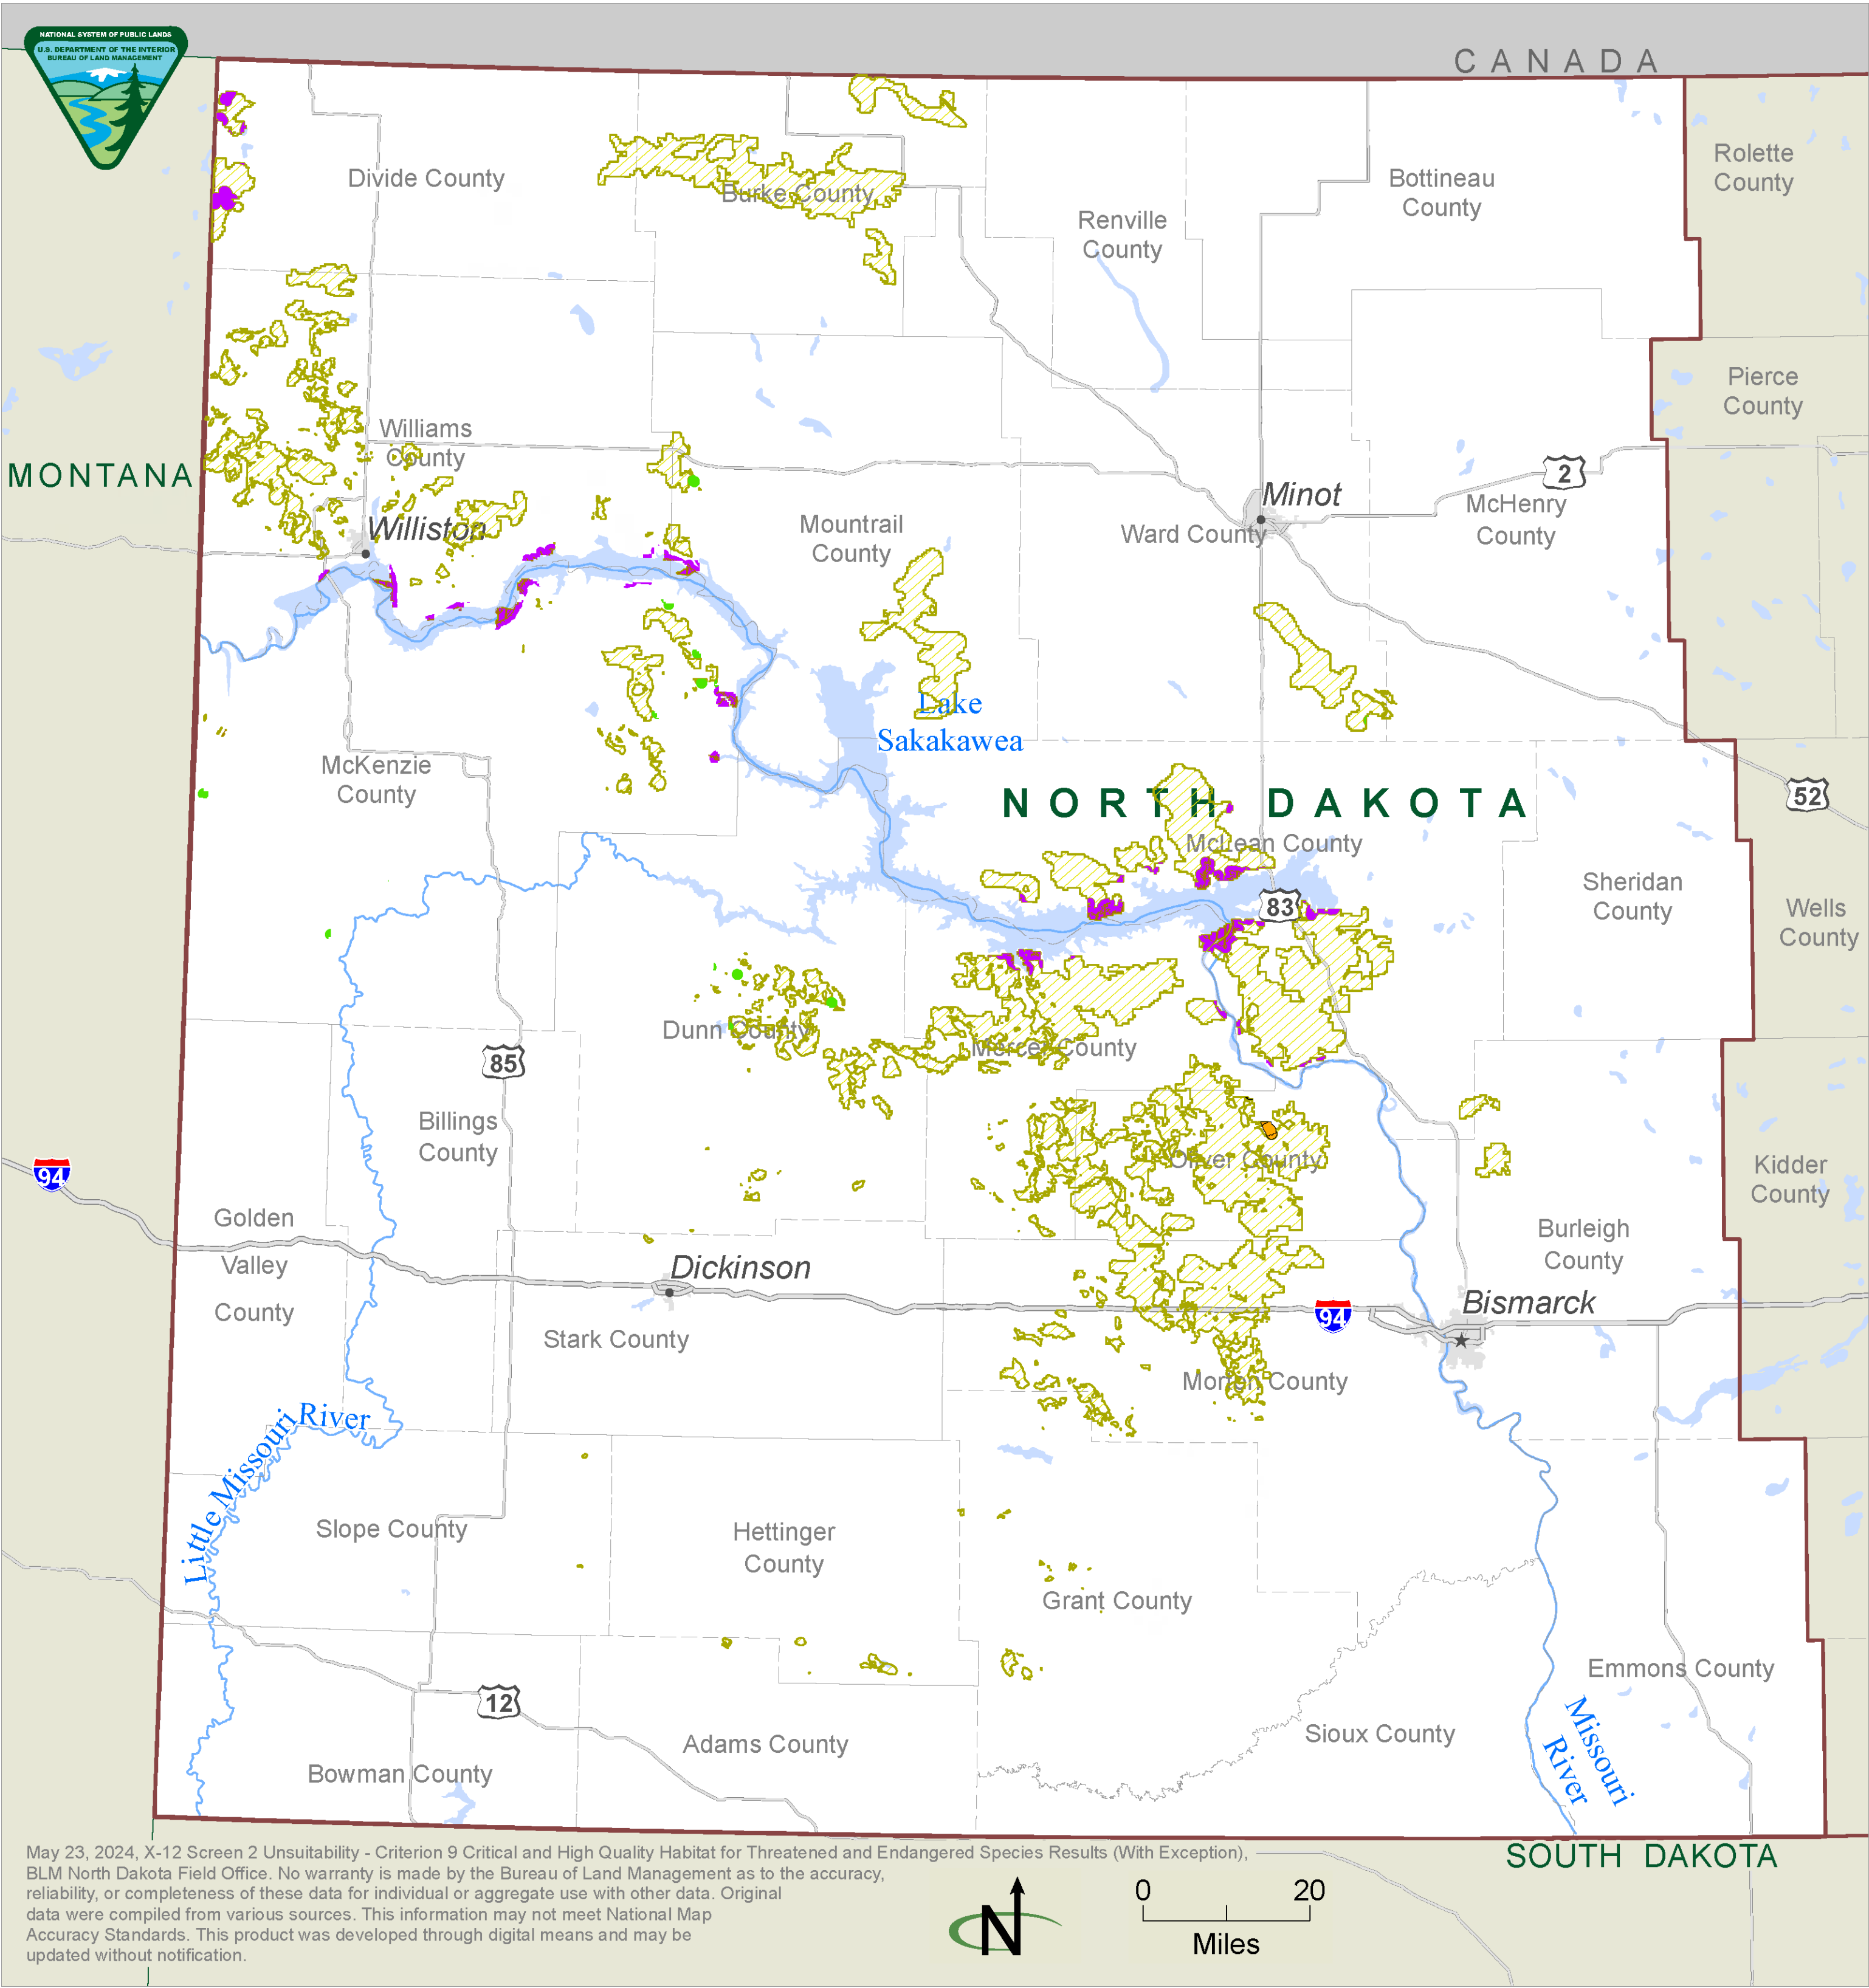 NATIONAL SYSTEM OF PUBLIC LANDS
U.S. DEPARTMENT OF THE INTERIOR
BUREAU OF LAND MANAGEMENT
CANADA
Rolette
County
Divide County
Burke County
Bottineau
County
Renville
County
Pierce
County
MONTANA
Williams
County
2
Minot
McHenry
County
Williston
Mountrail
County
Ward County
Lake
Sakakawea
McKenzie
County
NORTH DAKOTA
52
McLean County
Sheridan
County
83
Wells
County
Dunn County
Mercer County
85
Billings
County
Oliver County
94
Kidder
County
Golden
Valley
County
Burleigh
County
Dickinson
Bismarck
94
Stark County
Morton County
Little Missouri River
Slope County
Hettinger
County
Grant County
Emmons County
12
Missouri
River
Sioux County
Adams County
Bowman County
May 23, 2024, X-12 Screen 2 Unsuitability - Criterion 9 Critical and High Quality Habitat for Threatened and Endangered Species Results (With Exception),
BLM North Dakota Field Office. No warranty is made by the Bureau of Land Management as to the accuracy,
reliability, or completeness of these data for individual or aggregate use with other data. Original
data were compiled from various sources. This information may not meet National Map
Accuracy Standards. This product was developed through digital means and may be
updated without notification.
SOUTH DAKOTA
N
0 20
Miles